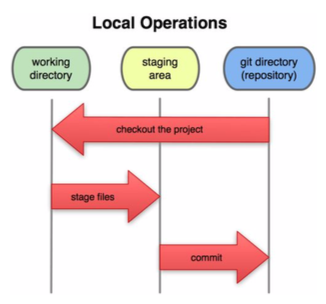 Local Operations
working
directory
staging
area
git directory
(repository)
checkout the project
stage files
commit